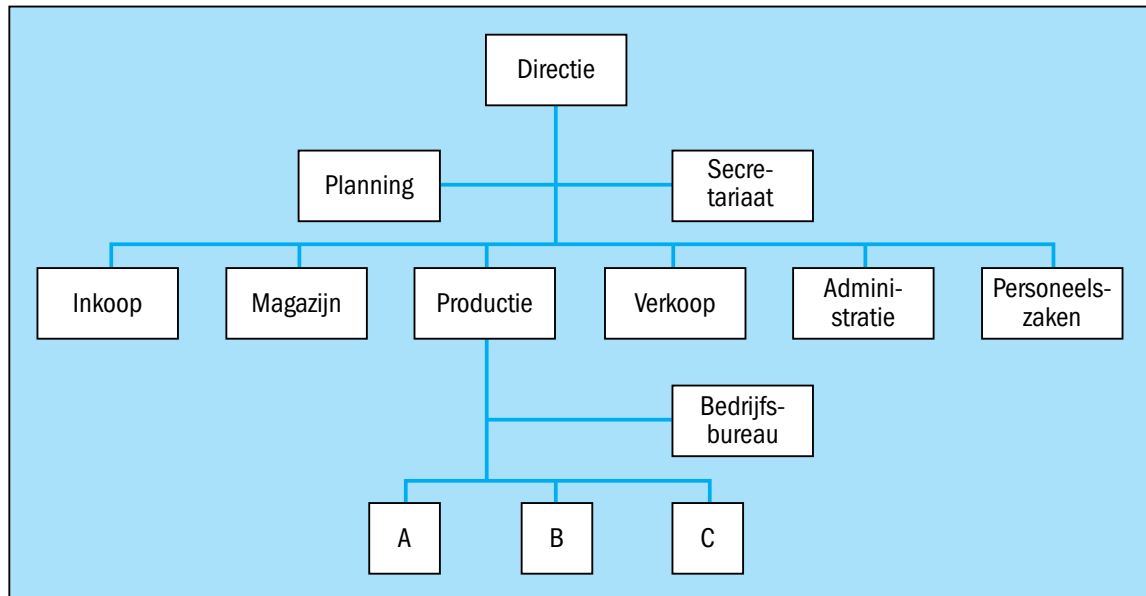 Directie
Planning
Secre-
tariaat
Inkoop
Magazijn
Productie
Verkoop
Admini-
stratie
Personeels-
zaken
Bedrijfs-
bureau
A
B
C